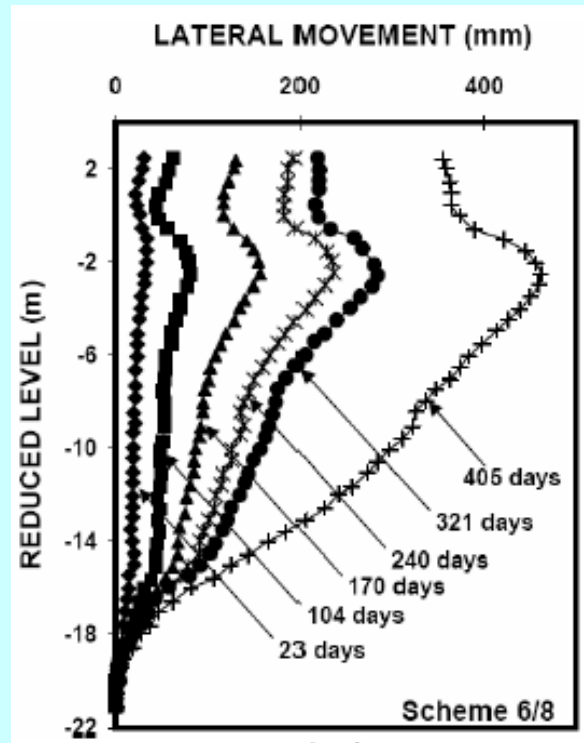 LATERAL MOVEMENT (mm)
0 200 400
REDUCED LEVEL (m)
2
-2
-6
-10
-14
-18
-22
405 days
321 days
240 days
170 days
104 days
23 days
Scheme 6/8